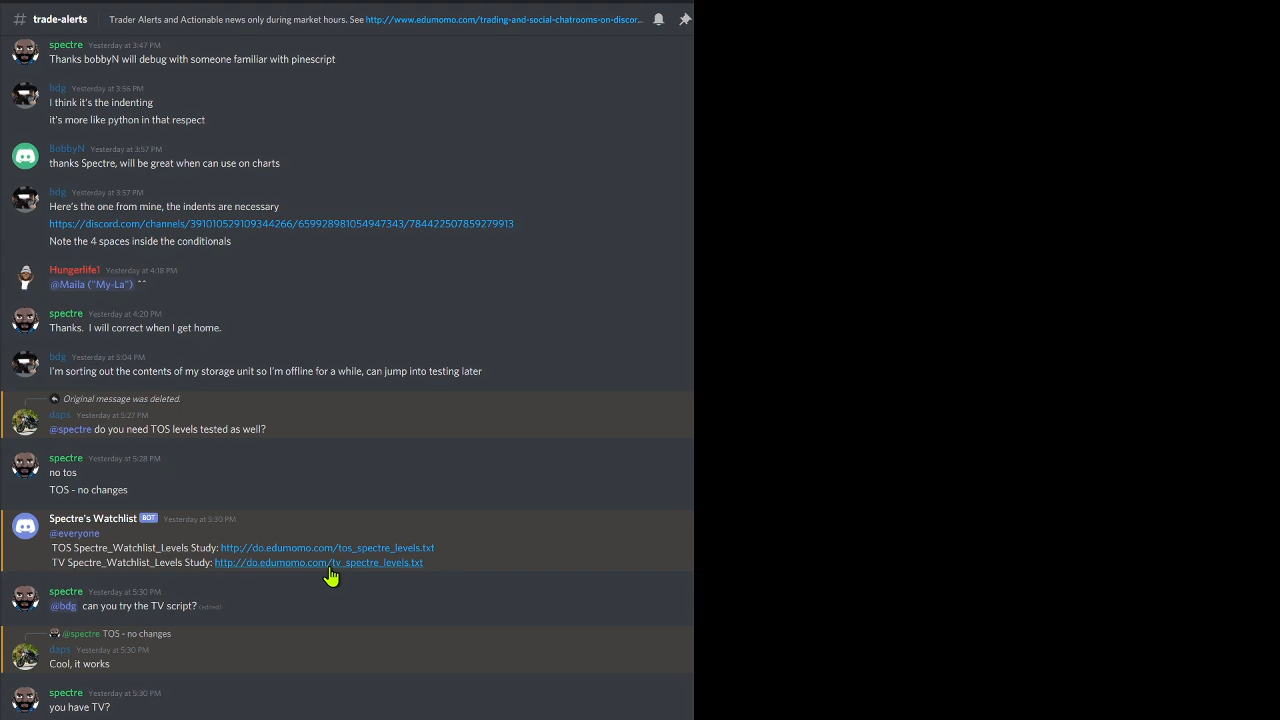 # trade-alerts Trader Alerts and Actionable news only during market hours. See http://www.edumomo.com/trading-and-social-chatrooms-on-discor...
spectre Yesterday at 3:47 PM
Thanks bobbyN will debug with someone familiar with pinescript
bdg Yesterday at 3:56 PM
I think it's the indenting
it's more like python in that respect
BobbyN Yesterday at 3:57 PM
thanks Spectre, will be great when can use on charts
bdg Yesterday at 3:57 PM
Here's the one from mine, the indents are necessary
https://discord.com/channels/391010529109344266/659928981054947343/784422507859279913
Note the 4 spaces inside the conditionals
Hungerlife1 Yesterday at 4:18 PM
@Maila ("My-La") ^^
spectre Yesterday at 4:20 PM
Thanks. I will correct when I get home.
bdg Yesterday at 5:04 PM
I'm sorting out the contents of my storage unit so I'm offline for a while, can jump into testing later
Original message was deleted.
daps Yesterday at 5:27 PM
@spectre do you need TOS levels tested as well?
spectre Yesterday at 5:28 PM
no tos
TOS - no changes
Spectre's Watchlist BOT Yesterday at 5:30 PM
@everyone
TOS Spectre_Watchlist_Levels Study: http://do.edumomo.com/tos_spectre_levels.txt
TV Spectre_Watchlist_Levels Study: http://do.edumomo.com/tv_spectre_levels.txt
spectre Yesterday at 5:30 PM
@bdg can you try the TV script? (edited)
@spectre TOS - no changes
daps Yesterday at 5:30 PM
Cool, it works
spectre Yesterday at 5:30 PM
you have TV?